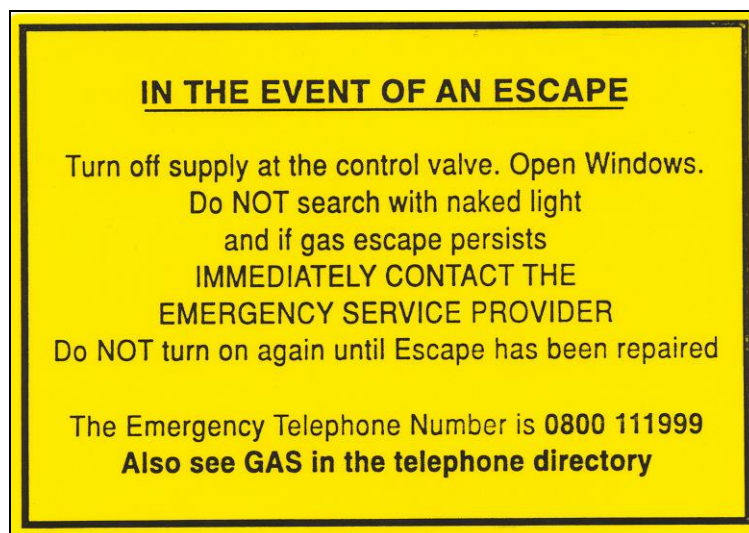 IN THE EVENT OF AN ESCAPE
Turn off supply at the control valve. Open Windows.
Do NOT search with naked light
and if gas escape persists
IMMEDIATELY CONTACT THE
EMERGENCY SERVICE PROVIDER
Do NOT turn on again until Escape has been repaired
The Emergency Telephone Number is 0800 111999
Also see GAS in the telephone directory